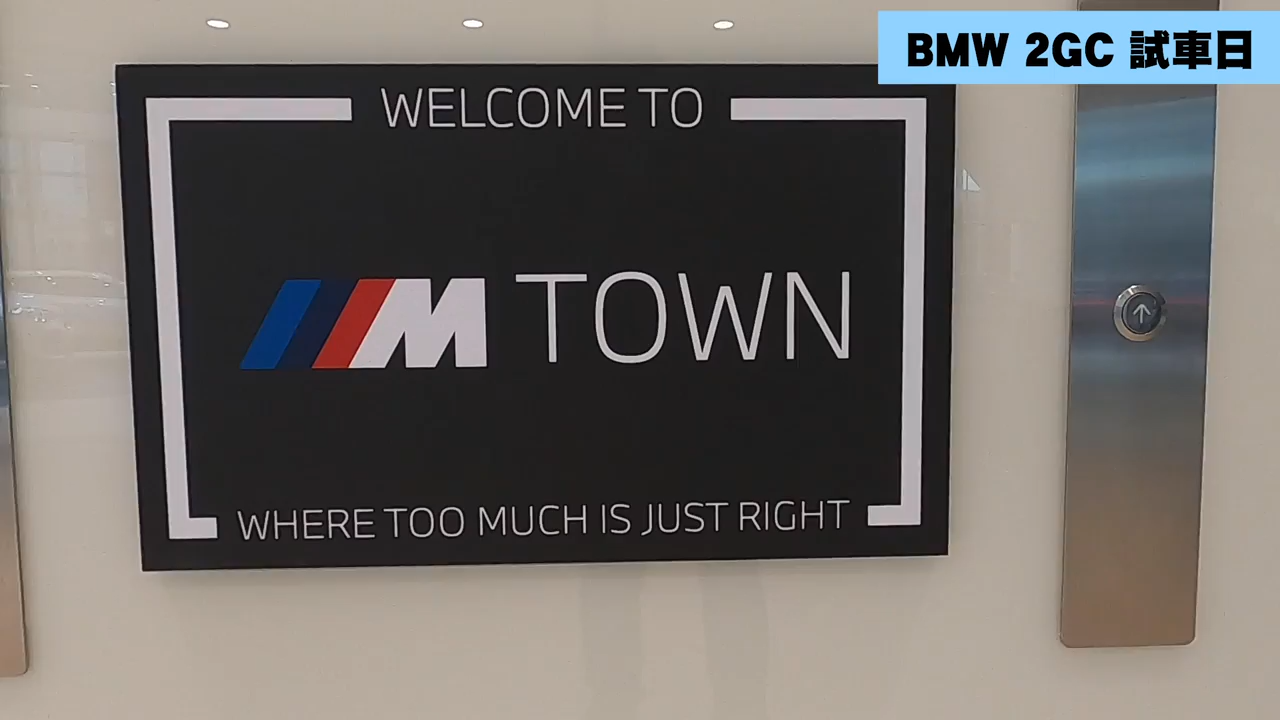 BMW 2GC 試車日
WELCOME TO
M TOWN
WHERE TOO MUCH IS JUST RIGHT